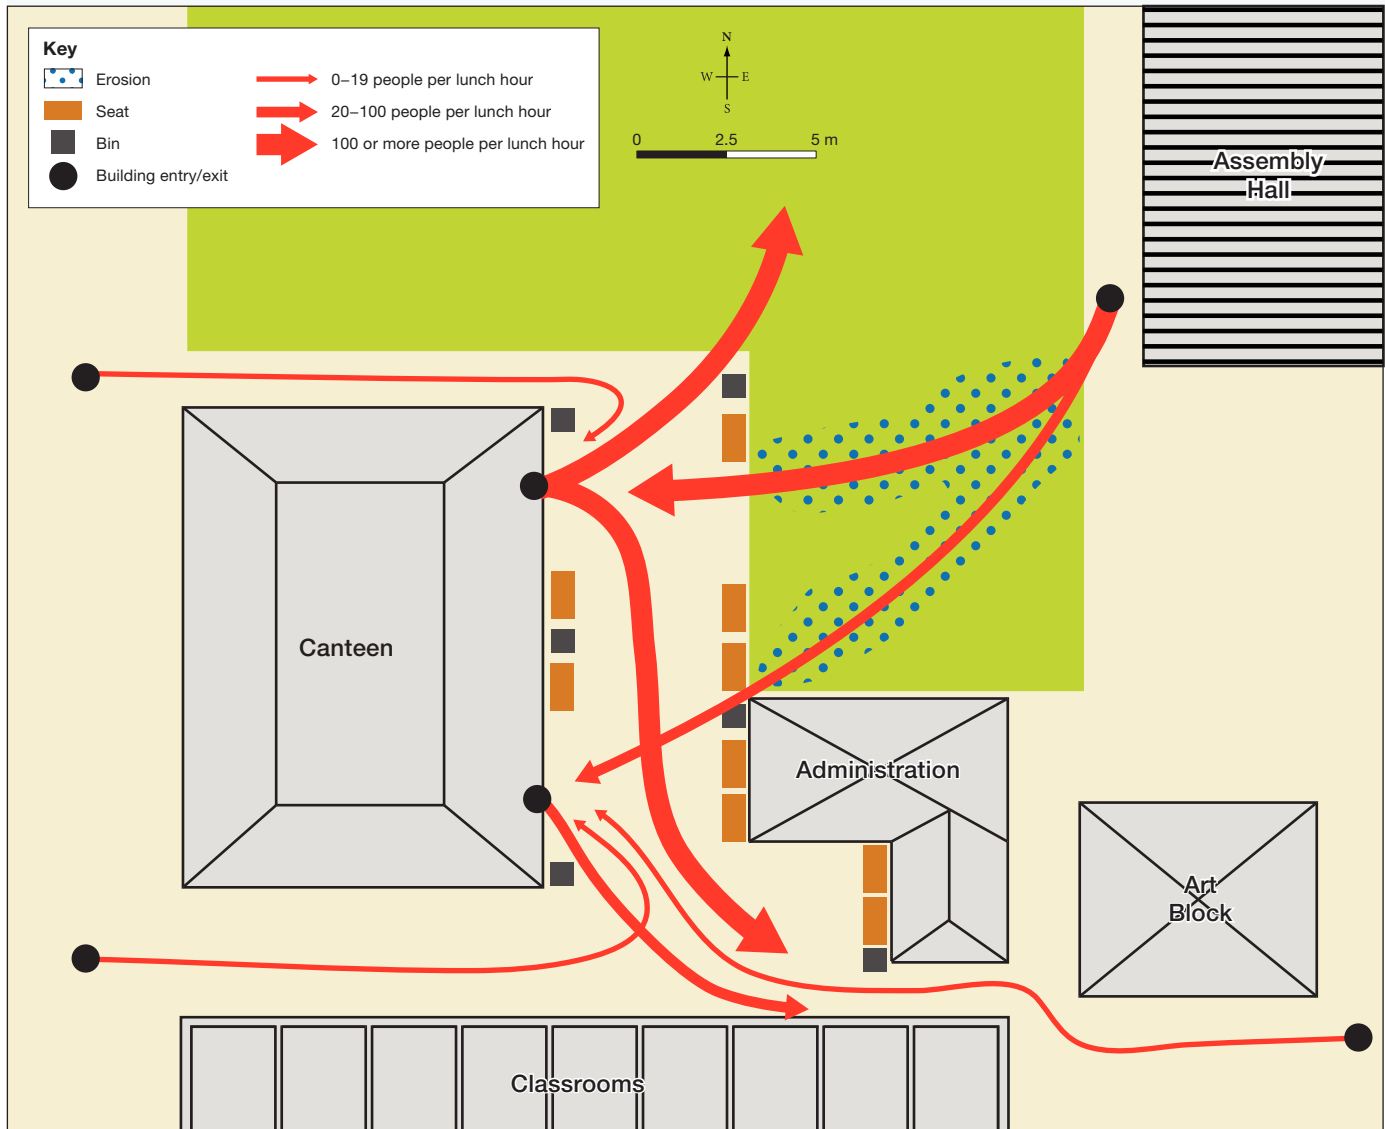 Key
Erosion
Seat
Bin
Building entry/exit
0–19 people per lunch hour
20–100 people per lunch hour
100 or more people per lunch hour
N
W E
S
0 2.5 5 m
Assembly
Hall
Canteen
Administration
Art
Block
Classrooms